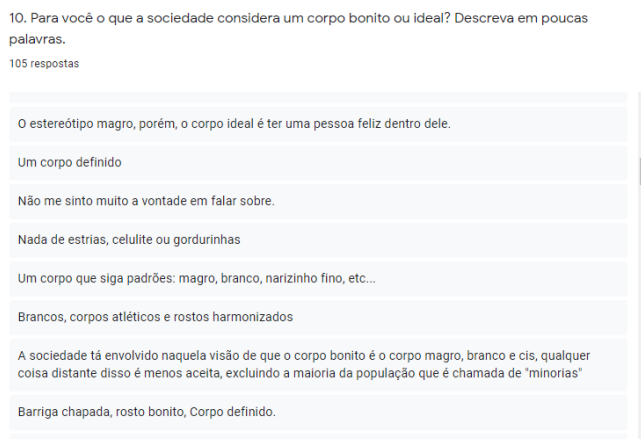 10. Para você o que a sociedade considera um corpo bonito ou ideal? Descreva em poucas
palavras.
105 respostas
O estereótipo magro, porém, o corpo ideal é ter uma pessoa feliz dentro dele.
Um corpo definido
Não me sinto muito a vontade em falar sobre.
Nada de estrias, celulite ou gordurinhas
Um corpo que siga padrões: magro, branco, narizinho fino, etc...
Brancos, corpos atléticos e rostos harmonizados
A sociedade tá envolvido naquela visão de que o corpo bonito é o corpo magro, branco e cis, qualquer
coisa distante disso é menos aceita, excluindo a maioria da população que é chamada de "minorias"
Barriga chapada, rosto bonito, Corpo definido.